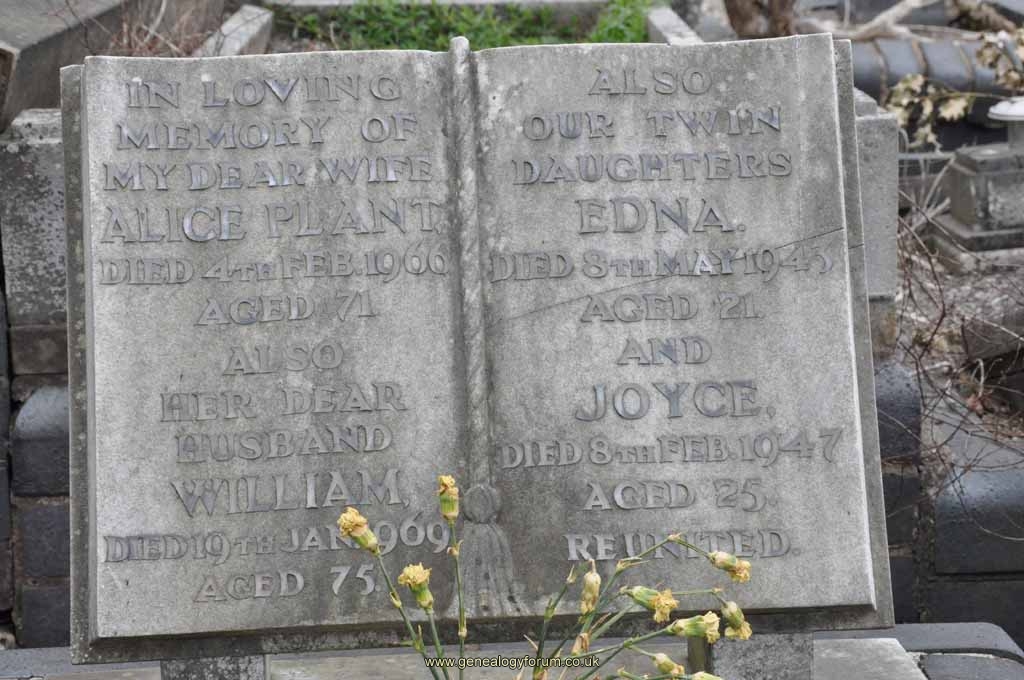 IN LOVING
MEMORY OF
MY DEAR WIFE
ALICE PLANT.
DIED 4TH FEB. 1960
AGED 71
ALSO
HER DEAR
HUSBAND
WILLIAM,
DIED 19TH JAN. 1969,
AGED 75.
ALSO
OUR TWIN
DAUGHTERS
EDNA.
DIED 8TH MAY 1943
AGED 21.
AND
JOYCE,
DIED 8TH FEB. 1947
AGED 25,
REUNITED.
www.genealogyforum.co.uk